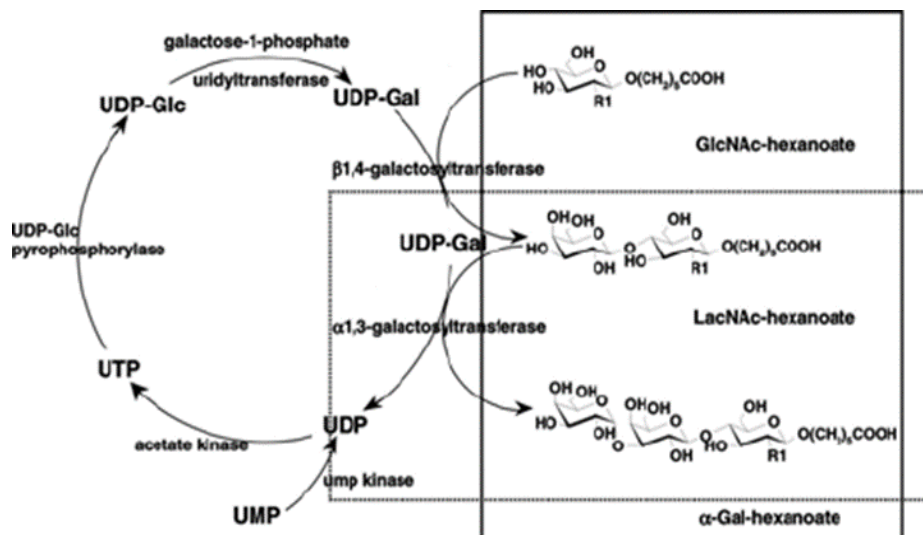 galactose-1-phosphate
uridyltransferase
UDP-Glc
UDP-Gal
OH
HO
HO
O
O(CH2)5COOH
R1
GlcNAc-hexanoate
β1,4-galactosyltransferase
UDP-Glc
pyrophosphorylase
UDP-Gal
OH OH
OH
HO
O
O
O
O(CH2)5COOH
OH
HO
R1
LacNAc-hexanoate
α1,3-galactosyltransferase
UTP
acetate kinase
UDP
ump kinase
UMP
OH OH
HO
O
OH
O
OH OH
O
OH
O
OH
HO
O
R1
O(CH2)5COOH
α-Gal-hexanoate